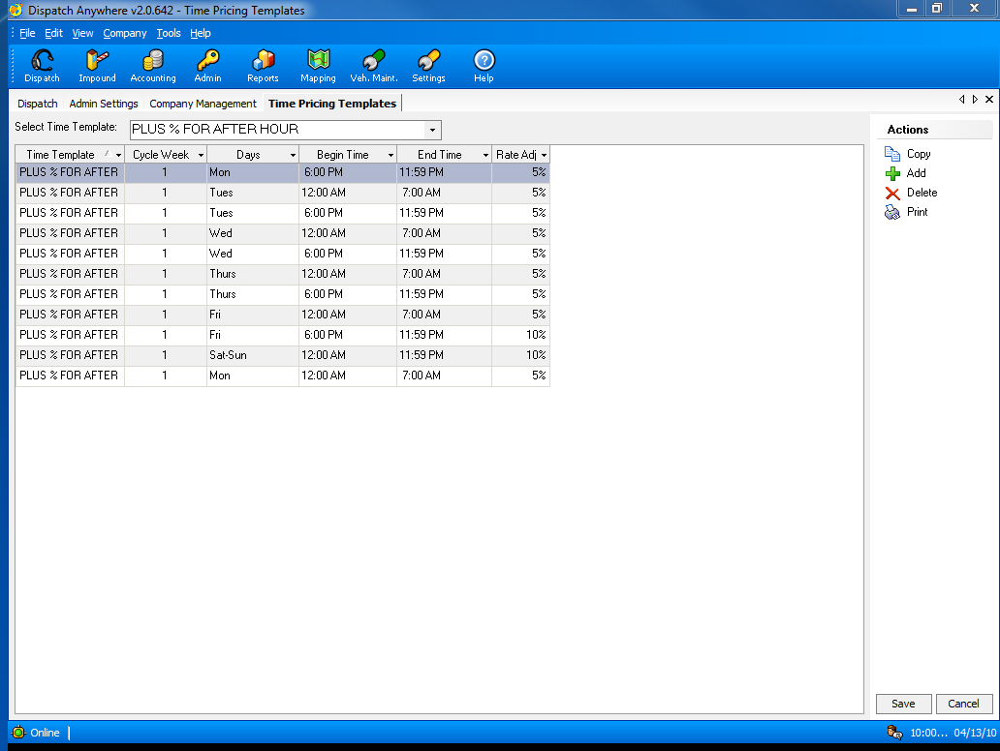 Dispatch Anywhere v2.0.642 - Time Pricing Templates
File Edit View Company Tools Help
Dispatch Impound Accounting Admin Reports Mapping Veh. Maint. Settings Help
Dispatch Admin Settings Company Management Time Pricing Templates
Select Time Template: PLUS % FOR AFTER HOUR
Time Template Cycle Week Days Begin Time End Time Rate Adj
PLUS % FOR AFTER 1 Mon 6:00 PM 11:59 PM 5%
PLUS % FOR AFTER 1 Tues 12:00 AM 7:00 AM 5%
PLUS % FOR AFTER 1 Tues 6:00 PM 11:59 PM 5%
PLUS % FOR AFTER 1 Wed 12:00 AM 7:00 AM 5%
PLUS % FOR AFTER 1 Wed 6:00 PM 11:59 PM 5%
PLUS % FOR AFTER 1 Thurs 12:00 AM 7:00 AM 5%
PLUS % FOR AFTER 1 Thurs 6:00 PM 11:59 PM 5%
PLUS % FOR AFTER 1 Fri 12:00 AM 7:00 AM 5%
PLUS % FOR AFTER 1 Fri 6:00 PM 11:59 PM 10%
PLUS % FOR AFTER 1 Sat-Sun 12:00 AM 11:59 PM 10%
PLUS % FOR AFTER 1 Mon 12:00 AM 7:00 AM 5%
Actions
Copy
Add
Delete
Print
Save Cancel
Online 10:00... 04/13/10